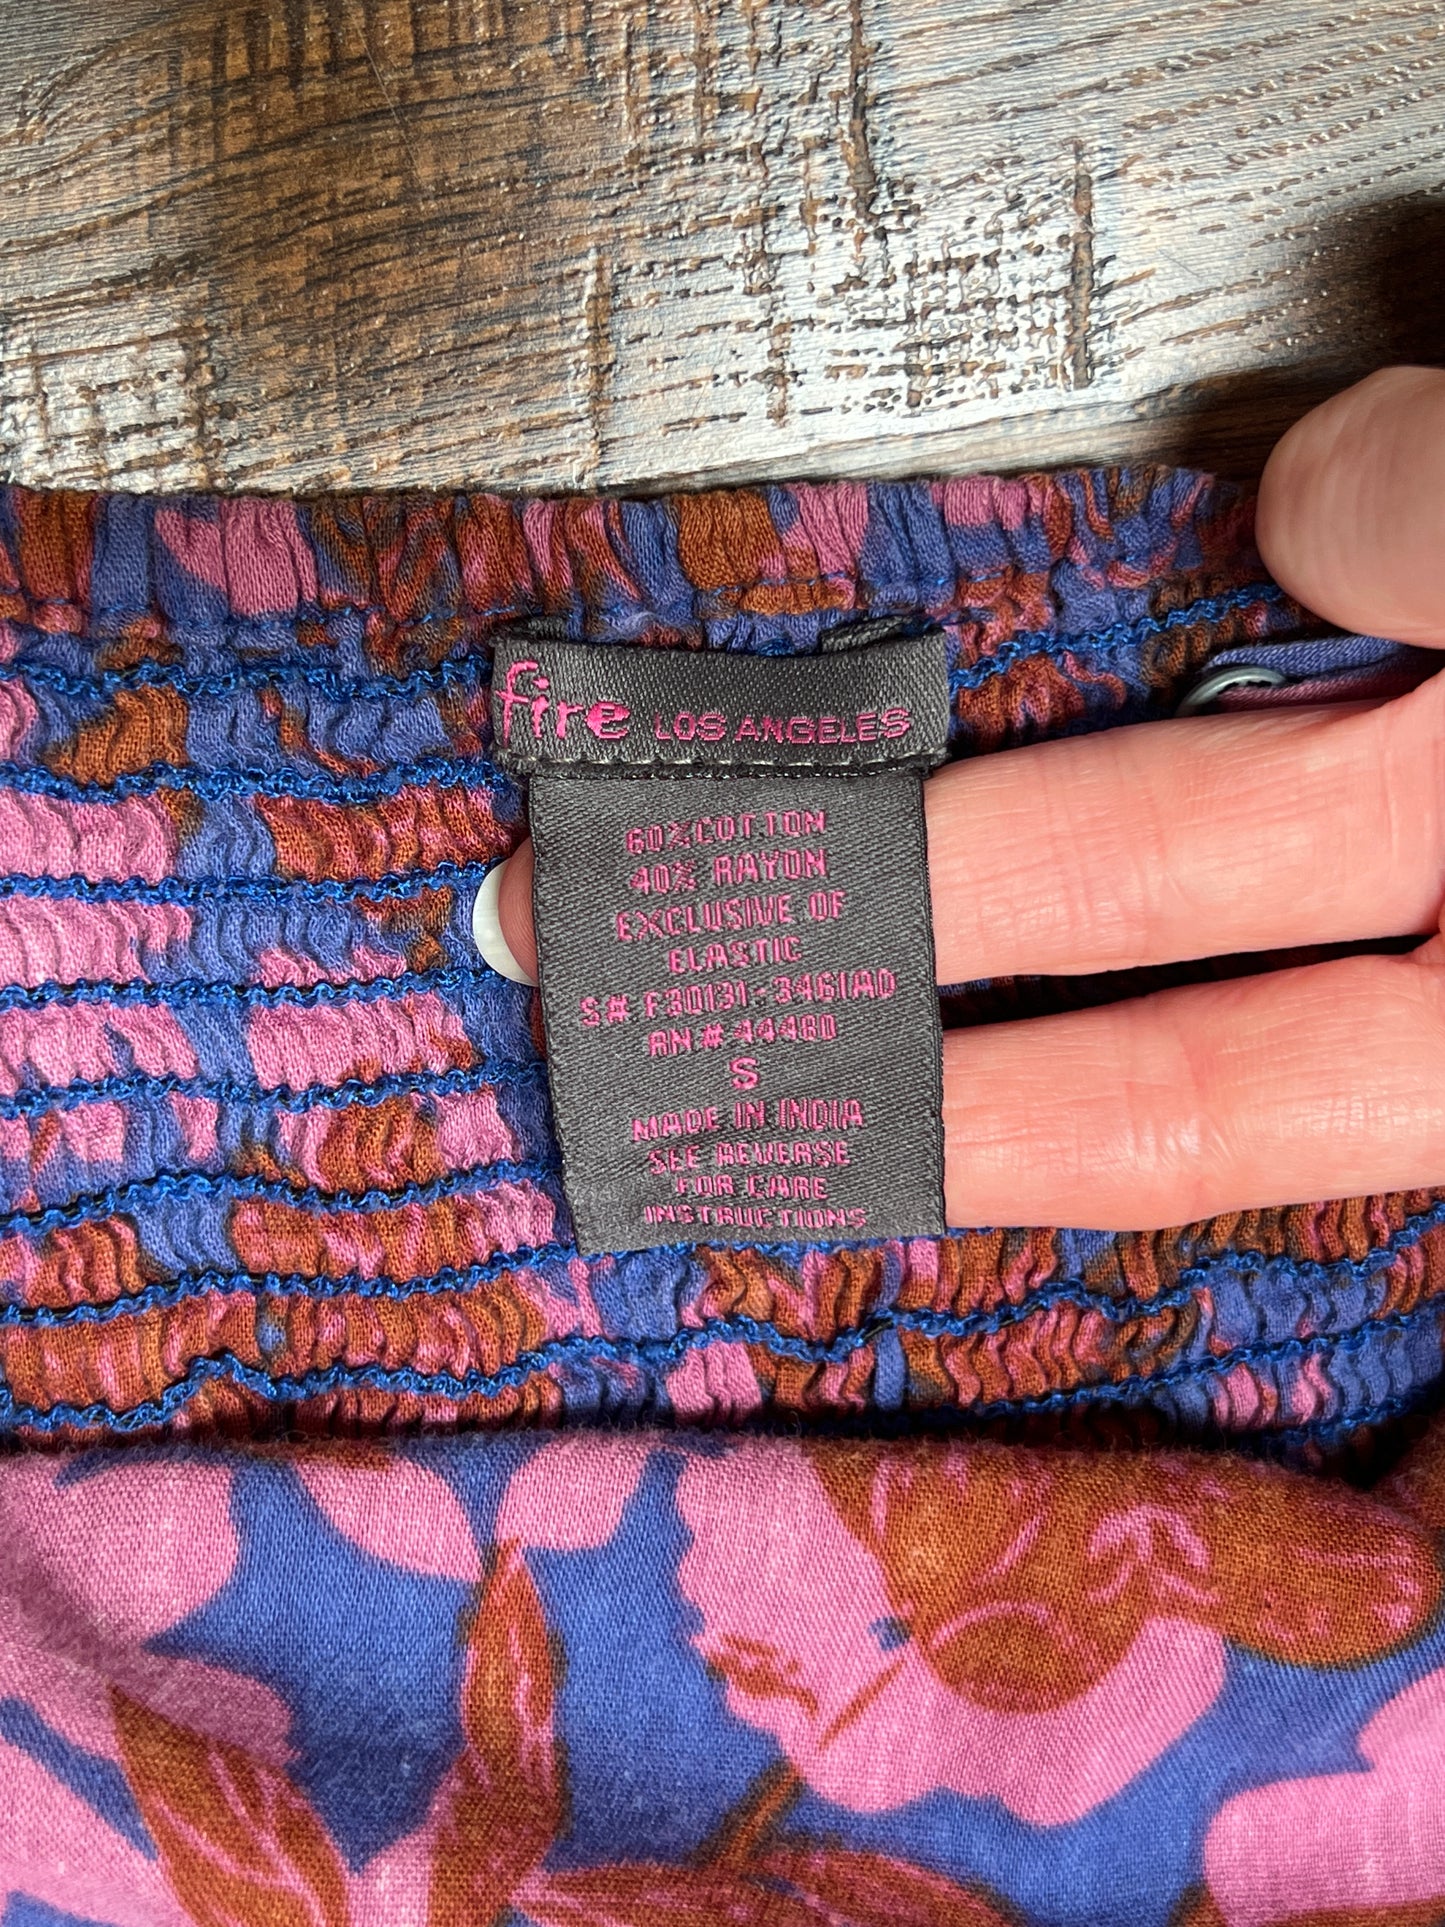 fire LOS ANGELES
60% COTTON
40% RAYON
EXCLUSIVE OF
ELASTIC
S# F30131-3461AD
RN # 44480
S
MADE IN INDIA
SEE REVERSE
FOR CARE
INSTRUCTIONS